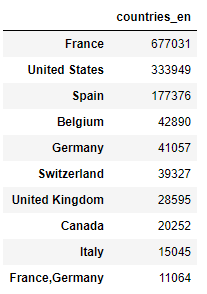 countries_en
France 677031
United States 333949
Spain 177376
Belgium 42890
Germany 41057
Switzerland 39327
United Kingdom 28595
Canada 20252
Italy 15045
France,Germany 11064